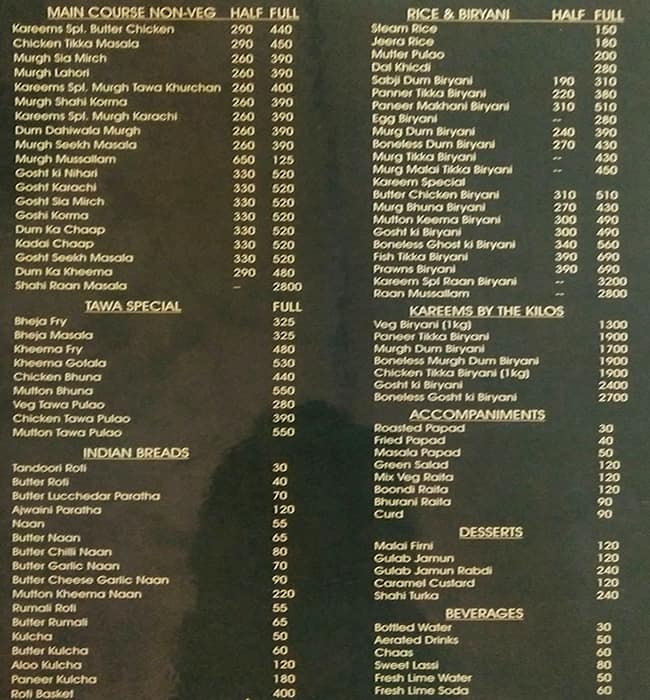 MAIN COURSE NON-VEG HALF FULL
Kareems Spl. Butter Chicken 290 440
Chicken Tikka Masala 290 450
Murgh Sla Mirch 260 390
Murgh Lahori 260 390
Kareems Spl. Murgh Tawa Khurchan 260 400
Murgh Shahi Korma 260 390
Kareems Spl. Murgh Karachi 260 390
Dum Dahiwala Murgh 260 390
Murgh Seekh Masala 260 390
Murgh Mussallam 650 125
Gosht ki Nihari 330 520
Gosht Karachi 330 520
Gosht Sla Mirch 330 520
Goshi Korma 330 520
Dum Ka Chaap 330 520
Kadai Chaap 330 520
Gosht Seekh Masala 330 520
Dum Ka Kheema 290 480
Shahi Raan Masala -- 2800
TAWA SPECIAL FULL
Bheja Fry 325
Bheja Masala 325
Kheema Fry 480
Kheema Gotala 530
Chicken Bhuna 440
Mutton Bhuna 550
Veg Tawa Pulao 280
Chicken Tawa Pulao 390
Mutton Tawa Pulao 550
INDIAN BREADS
Tandoori Roti 30
Butter Roti 40
Butter Lucchedar Paratha 70
Ajwaini Paratha 120
Naan 55
Butter Naan 65
Butter Chilli Naan 80
Butter Garlic Naan 70
Butter Cheese Garlic Naan 90
Mutton Kheema Naan 220
Rumali Roti 55
Butter Rumali 65
Kulcha 50
Butter Kulcha 60
Aloo Kulcha 120
Paneer Kulcha 180
Roti Basket 400
RICE & BIRYANI HALF FULL
Steam Rice 150
Jeera Rice 180
Mutter Pulao 200
Dal Khicdi 280
Sabji Dum Biryani 190 310
Panner Tikka Biryani 220 380
Paneer Makhani Biryani 310 510
Egg Biryani -- 280
Murg Dum Biryani 240 390
Boneless Dum Biryani 270 430
Murg Tikka Biryani -- 430
Murg Malai Tikka Biryani -- 450
Kareem Special
Butter Chicken Biryani 310 510
Murg Bhuna Biryani 270 430
Mutton Keema Biryani 300 490
Gosht ki Biryani 300 490
Boneless Ghost ki Biryani 340 560
Fish Tikka Biryani 390 690
Prawns Biryani 390 690
Kareem Spl Raan Biryani -- 3200
Raan Mussallam -- 2800
KAREEMS BY THE KILOS
Veg Biryani (1kg) 1300
Paneer Tikka Biryani 1900
Murgh Dum Biryani 1700
Boneless Murgh Dum Biryani 1900
Chicken Tikka Biryani (1kg) 1900
Gosht ki Biryani 2400
Boneless Gosht ki Biryani 2700
ACCOMPANIMENTS
Roasted Papad 30
Fried Papad 40
Masala Papad 50
Green Salad 120
Mix Veg Raita 120
Boondi Raita 120
Bhurani Raita 90
Curd 90
DESSERTS
Malai Firni 120
Gulab Jamun 120
Gulab Jamun Rabdi 240
Caramel Custard 120
Shahi Turka 240
BEVERAGES
Bottled Water 30
Aerated Drinks 50
Chaas 60
Sweet Lassi 80
Fresh Lime Water 50
Fresh Lime Soda